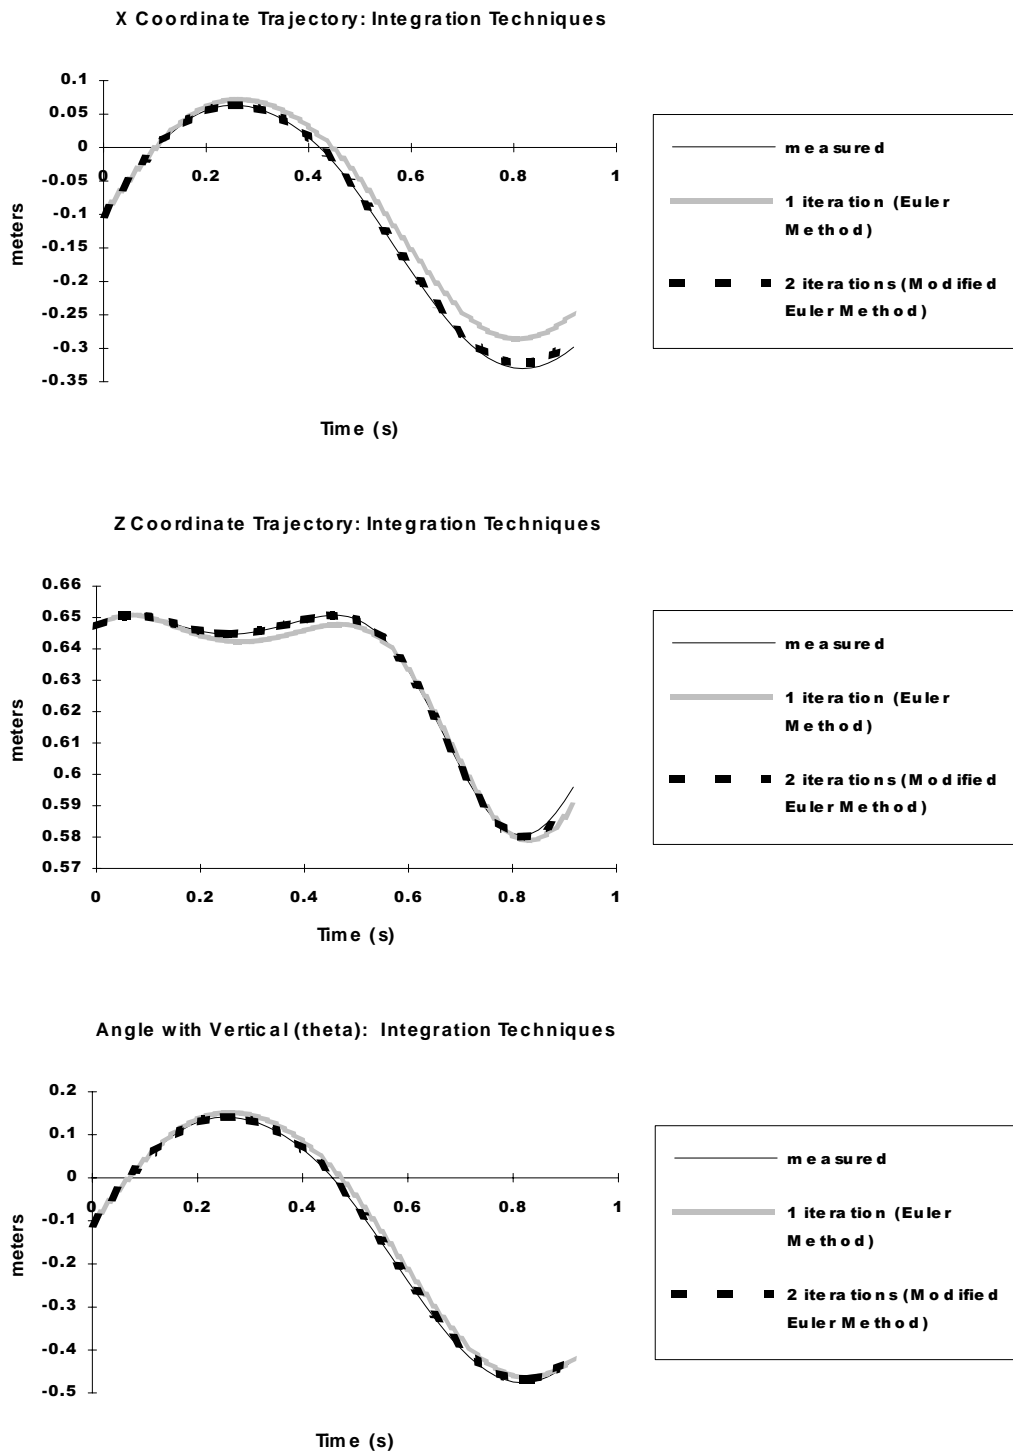 X Coordinate Trajectory: Integration Techniques
0.1
0.05
0
-0.05
-0.1
-0.15
-0.2
-0.25
-0.3
-0.35
0
0.2
0.4
0.6
0.8
1
meters
Time (s)
measured
1 iteration (Euler
Method)
2 iterations (Modified
Euler Method)
Z Coordinate Trajectory: Integration Techniques
0.66
0.65
0.64
0.63
0.62
0.61
0.6
0.59
0.58
0.57
0
0.2
0.4
0.6
0.8
1
meters
Time (s)
measured
1 iteration (Euler
Method)
2 iterations (Modified
Euler Method)
Angle with Vertical (theta): Integration Techniques
0.2
0.1
0
-0.1
-0.2
-0.3
-0.4
-0.5
0
0.2
0.4
0.6
0.8
1
meters
Time (s)
measured
1 iteration (Euler
Method)
2 iterations (Modified
Euler Method)